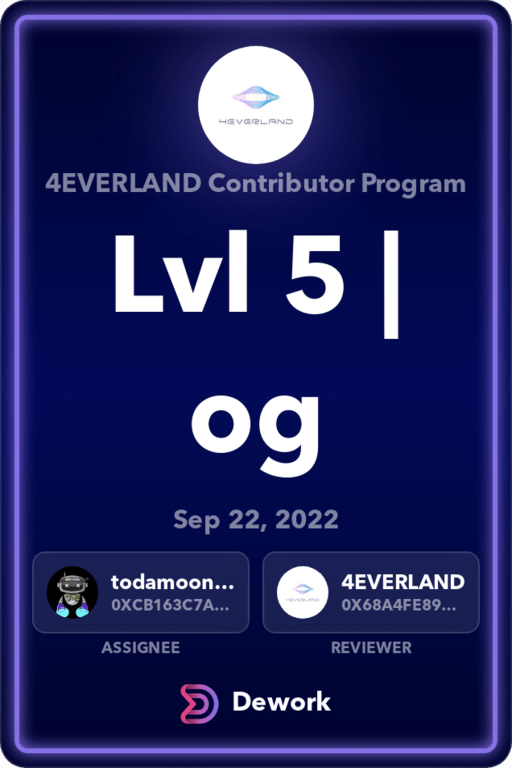 4EVERLAND
4EVERLAND Contributor Program
Lvl 5 |
og
Sep 22, 2022
todamoon...
0XCB163C7A...
ASSIGNEE
4EVERLAND
4EVERLAND
0X68A4FE89...
REVIEWER
Dework